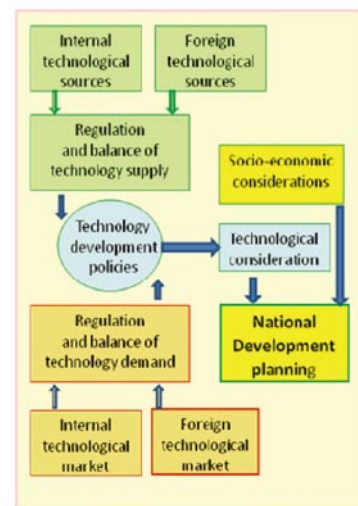 Internal
technological
sources
Foreign
technological
sources
Regulation
and balance of
technology supply
Socio-economic
considerations
Technology
development
policies
Technological
consideration
Regulation
and balance of
technology demand
National
Development
planning
Internal
technological
market
Foreign
technological
market